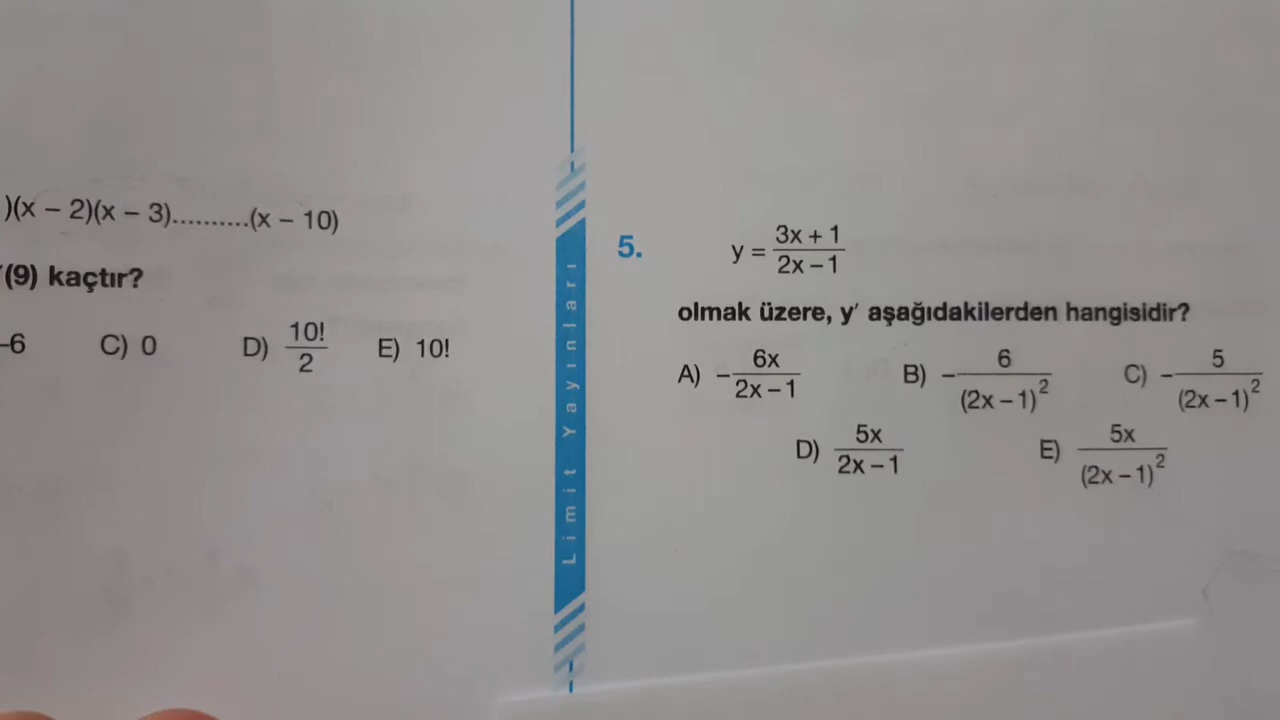 )(x – 2)(x – 3)..........(x – 10)
'(9) kaçtır?
–6 C) 0 D) 10!/2 E) 10!
Limit Yayınları
5. y = (3x + 1)/(2x – 1)
olmak üzere, y′ aşağıdakilerden hangisidir?
A) –6x/(2x – 1) B) –6/(2x – 1)² C) –5/(2x – 1)²
D) 5x/(2x – 1) E) 5x/(2x – 1)²